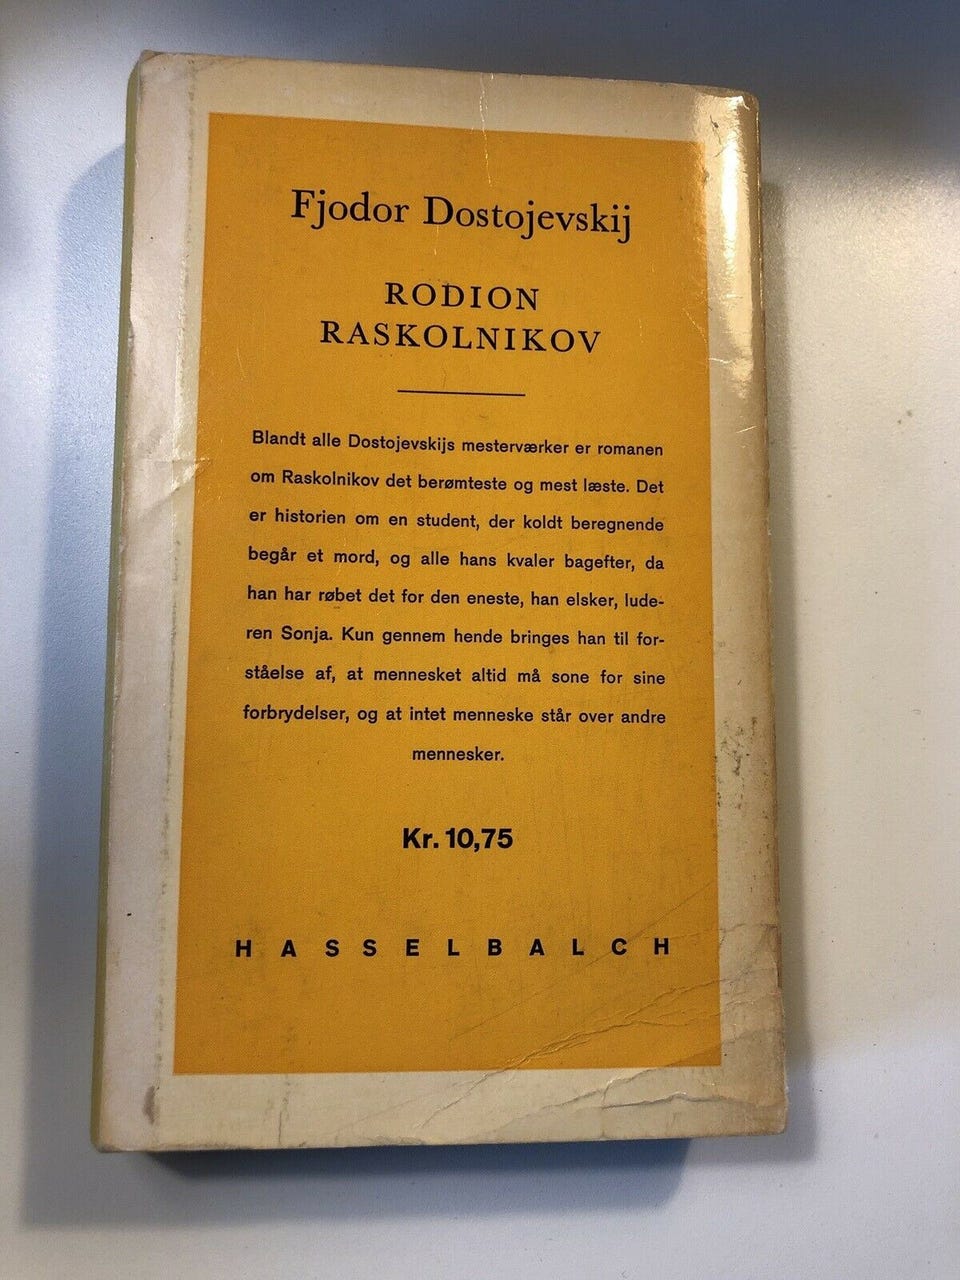 Fjodor Dostojevskij
RODION
RASKOLNIKOV
Blandt alle Dostojevskijs mesterværker er romanen
om Raskolnikov det berømteste og mest læste. Det
er historien om en student, der koldt beregnende
begår et mord, og alle hans kvaler bagefter, da
han har røbet det for den eneste, han elsker, lude-
ren Sonja. Kun gennem hende bringes han til for-
ståelse af, at mennesket altid må sone for sine
forbrydelser, og at intet menneske står over andre
mennesker.
Kr. 10,75
HASSELBALCH